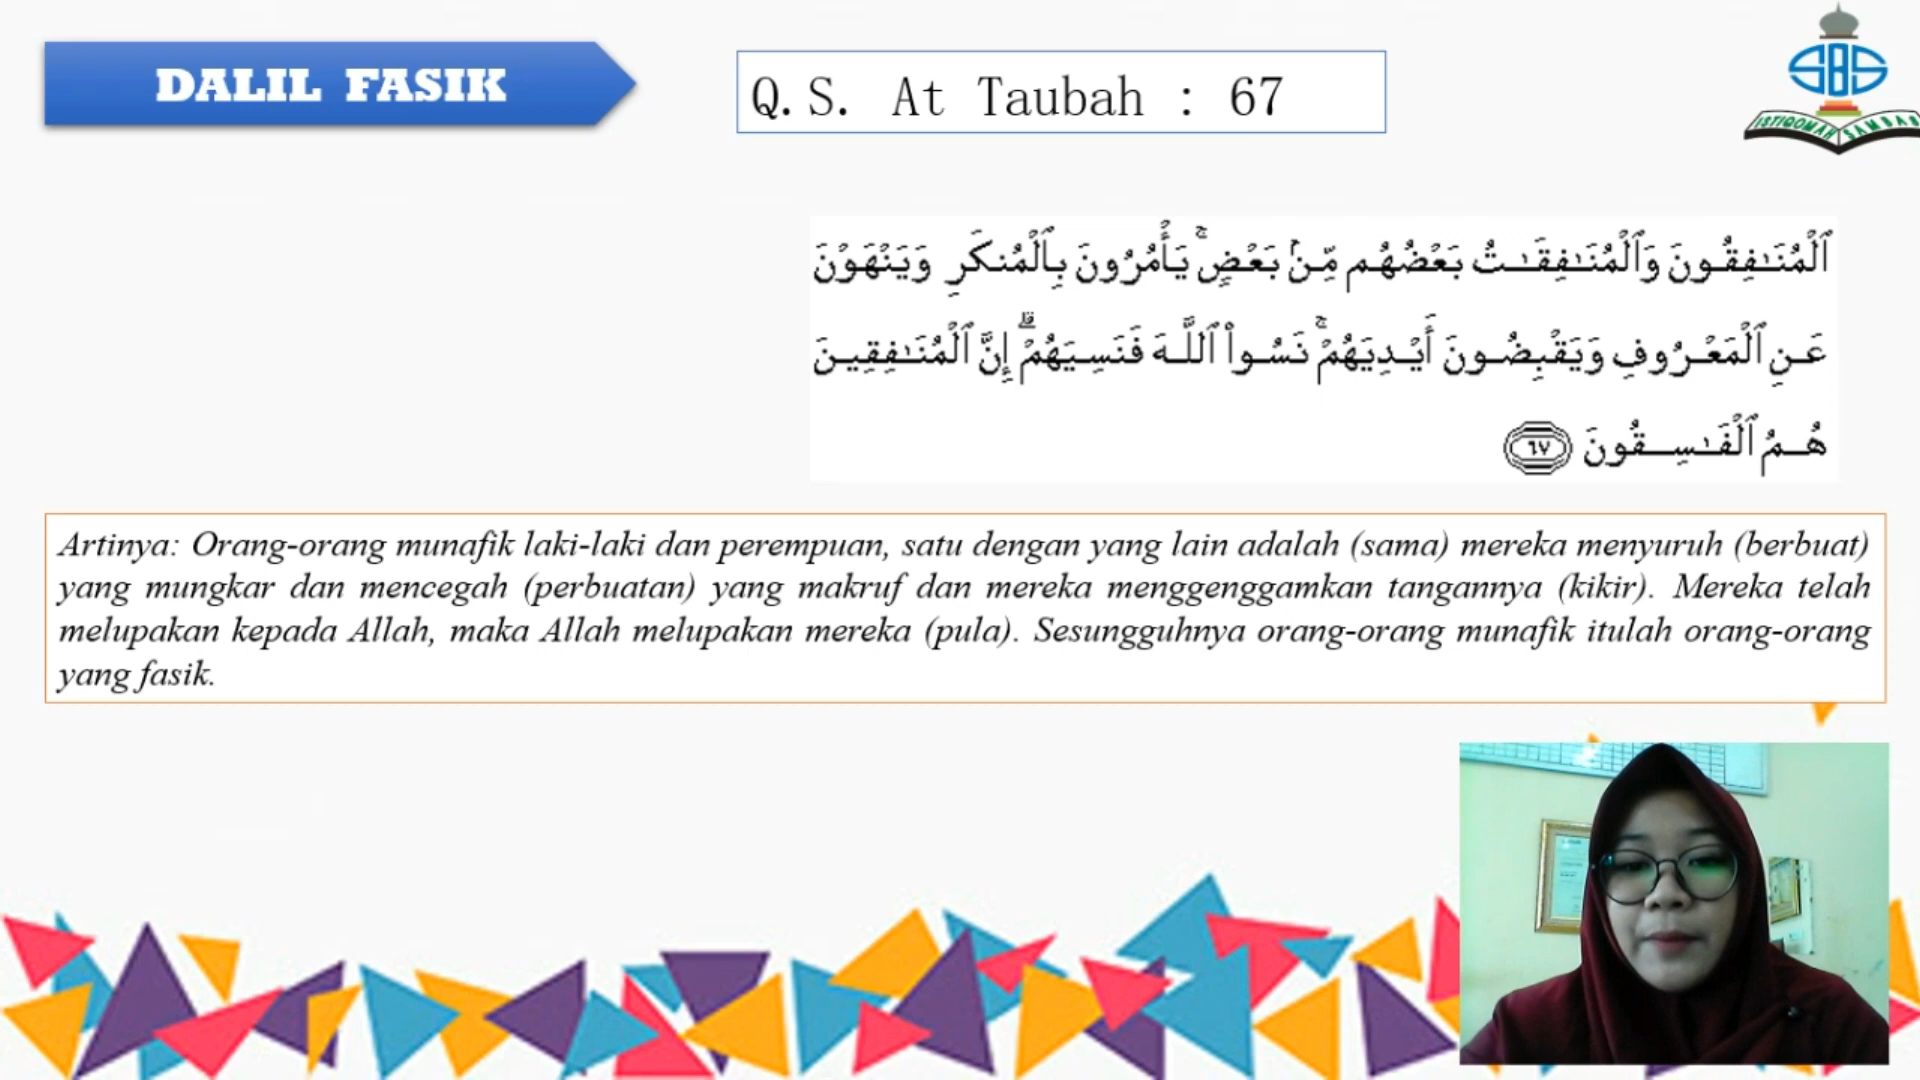 DALIL FASIK
Q.S. At Taubah : 67
SBS
ISTIQOMAH SAMBAS
ٱلْمُنَـٰفِقُونَ وَٱلْمُنَـٰفِقَـٰتُ بَعْضُهُم مِّنۢ بَعْضٍ ۚ يَأْمُرُونَ بِٱلْمُنكَرِ وَيَنْهَوْنَ
عَنِ ٱلْمَعْرُوفِ وَيَقْبِضُونَ أَيْدِيَهُمْ ۚ نَسُوا۟ ٱللَّهَ فَنَسِيَهُمْ ۗ إِنَّ ٱلْمُنَـٰفِقِينَ
هُمُ ٱلْفَـٰسِقُونَ ٦٧
Artinya: Orang-orang munafik laki-laki dan perempuan, satu dengan yang lain adalah (sama) mereka menyuruh (berbuat)
yang mungkar dan mencegah (perbuatan) yang makruf dan mereka menggenggamkan tangannya (kikir). Mereka telah
melupakan kepada Allah, maka Allah melupakan mereka (pula). Sesungguhnya orang-orang munafik itulah orang-orang
yang fasik.